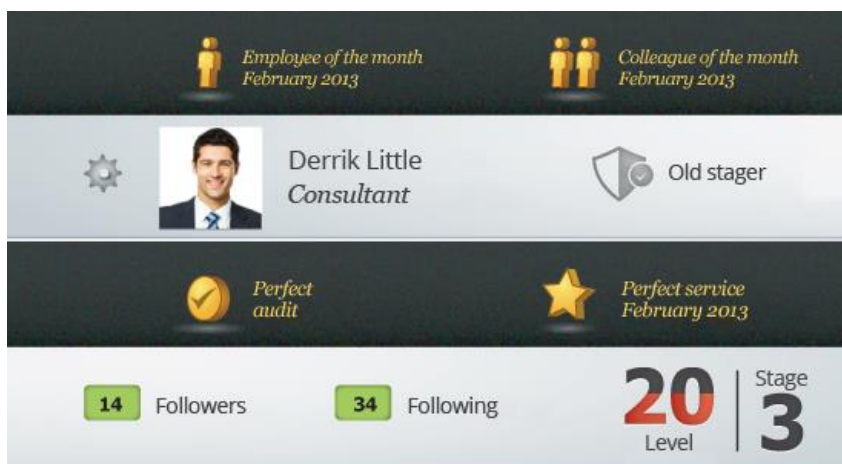 Employee of the month
February 2013
Colleague of the month
February 2013
Derrik Little
Consultant
Old stager
Perfect
audit
Perfect service
February 2013
14 Followers
34 Following
20
Level
Stage
3